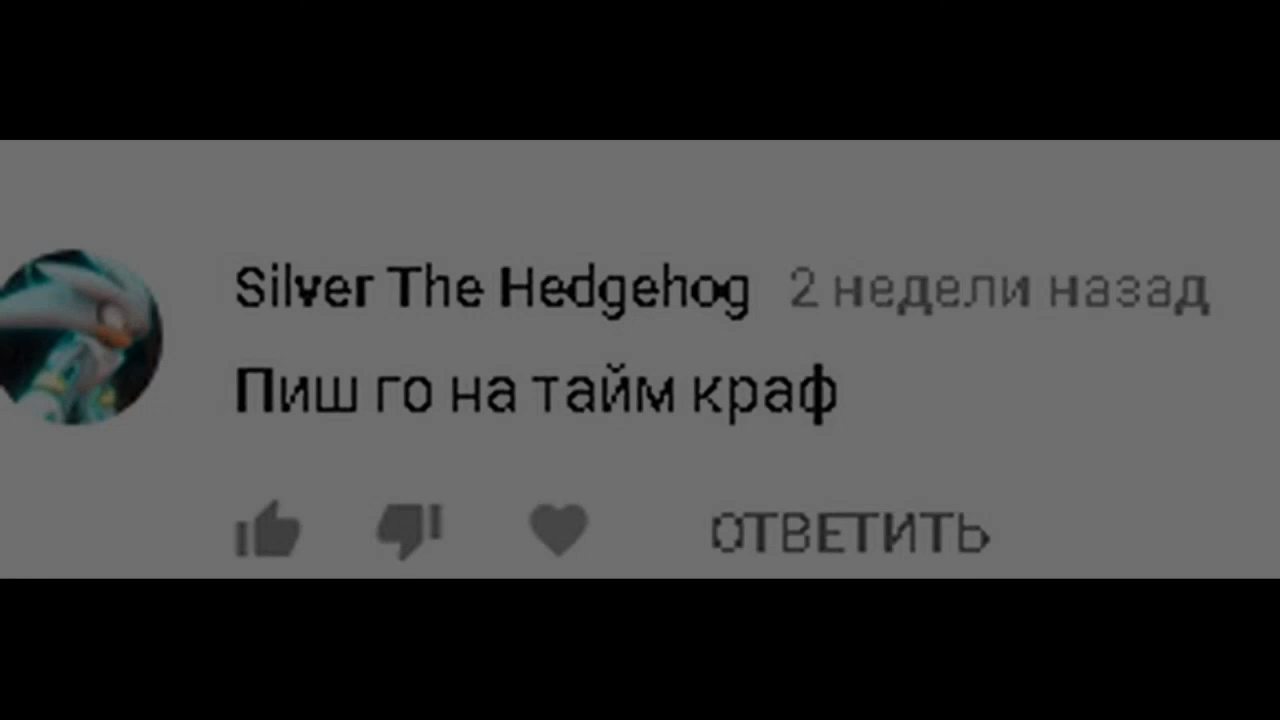 Silver The Hedgehog 2 недели назад
Пиш го на тайм краф
ОТВЕТИТЬ